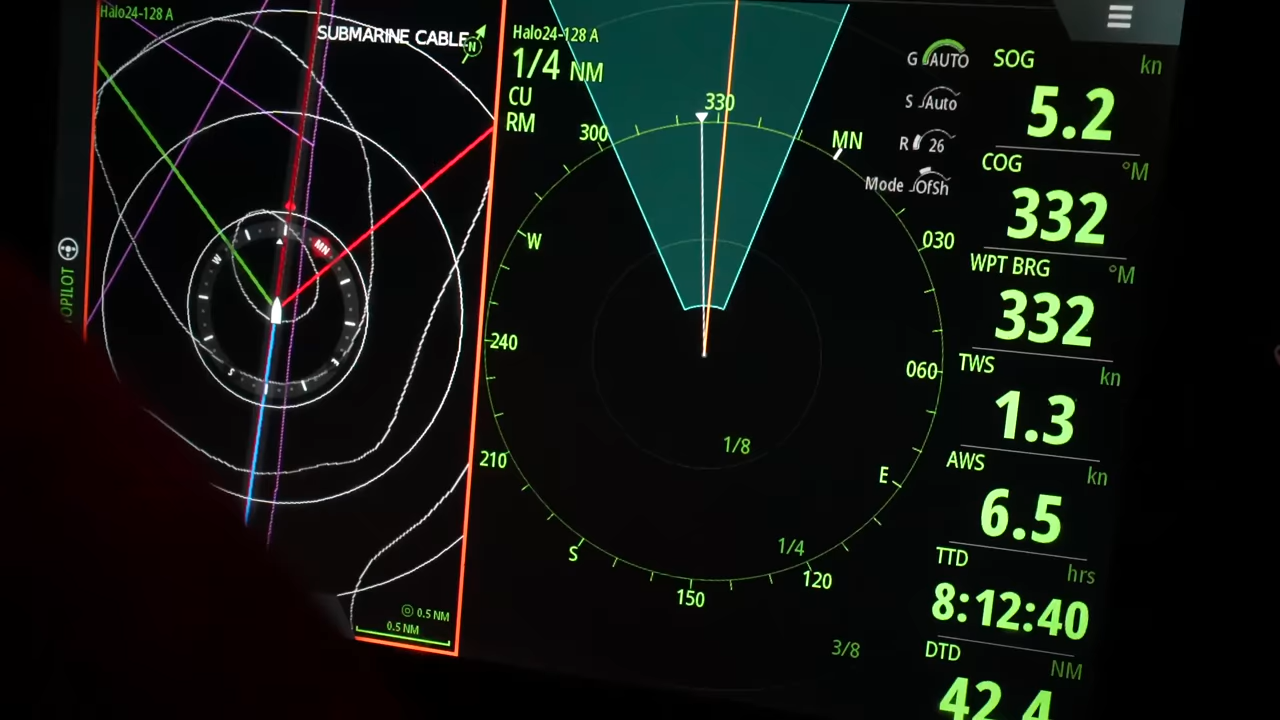 Halo24-128 A
SUBMARINE CABLE
N
W
MN
E
S
OPILOT
0.5 NM
0.5 NM
Halo24-128 A
1/4 NM
CU
RM
300
330
MN
030
W
240
060
210
E
S
150
120
1/8
1/4
3/8
G AUTO
S Auto
R 26
Mode OfSh
SOG kn
5.2
COG °M
332
WPT BRG °M
332
TWS kn
1.3
AWS kn
6.5
TTD hrs
8:12:40
DTD NM
42.4